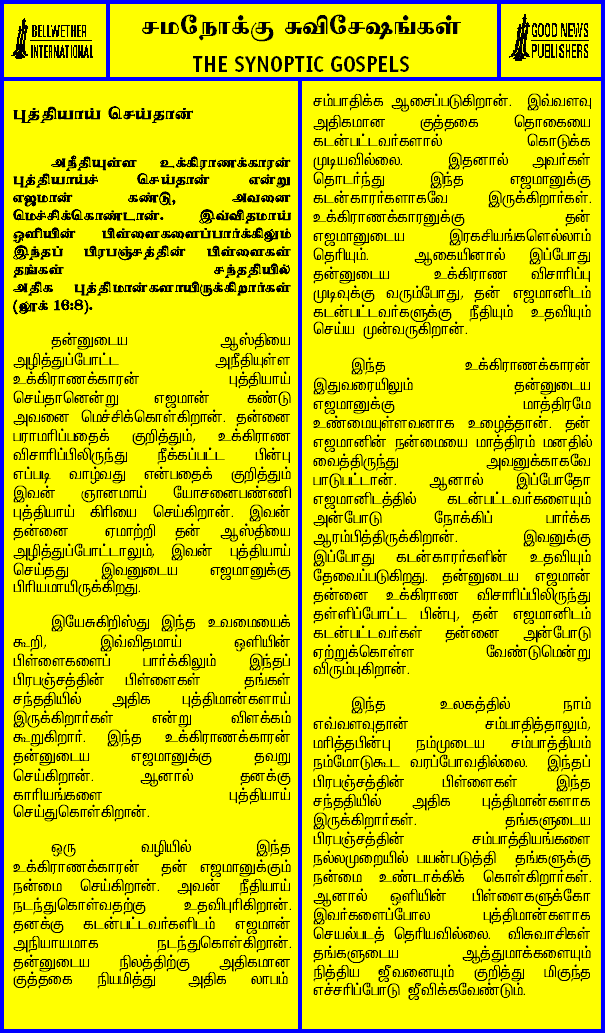 BELLWETHER
INTERNATIONAL
சமநோக்கு சுவிசேஷங்கள்
THE SYNOPTIC GOSPELS
GOOD NEWS
PUBLISHERS
புத்தியாய் செய்தான்
அநீதியுள்ள உக்கிராணக்காரன்
புத்தியாய்ச் செய்தான் என்று
எஜமான் கண்டு, அவனை
மெச்சிக்கொண்டான். இவ்விதமாய்
ஒளியின் பிள்ளைகளைப்பார்க்கிலும்
இந்தப் பிரபஞ்சத்தின் பிள்ளைகள்
தங்கள் சந்ததியில்
அதிக புத்திமான்களாயிருக்கிறார்கள்
(லூக் 16:8).
தன்னுடைய ஆஸ்தியை
அழித்துப்போட்ட அநீதியுள்ள
உக்கிராணக்காரன் புத்தியாய்
செய்தானென்று எஜமான் கண்டு
அவனை மெச்சிக்கொள்கிறான். தன்னை
பராமரிப்பதைக் குறித்தும், உக்கிராண
விசாரிப்பிலிருந்து நீக்கப்பட்ட பின்பு
எப்படி வாழ்வது என்பதைக் குறித்தும்
இவன் ஞானமாய் யோசனைபண்ணி
புத்தியாய் கிரியை செய்கிறான். இவன்
தன்னை ஏமாற்றி தன் ஆஸ்தியை
அழித்துப்போட்டாலும், இவன் புத்தியாய்
செய்தது இவனுடைய எஜமானுக்கு
பிரியமாயிருக்கிறது.
இயேசுகிறிஸ்து இந்த உவமையைக்
கூறி, இவ்விதமாய் ஒளியின்
பிள்ளைகளைப் பார்க்கிலும் இந்தப்
பிரபஞ்சத்தின் பிள்ளைகள் தங்கள்
சந்ததியில் அதிக புத்திமான்களாய்
இருக்கிறார்கள் என்று விளக்கம்
கூறுகிறார். இந்த உக்கிராணக்காரன்
தன்னுடைய எஜமானுக்கு தவறு
செய்கிறான். ஆனால் தனக்கு
காரியங்களை புத்தியாய்
செய்துகொள்கிறான்.
ஒரு வழியில் இந்த
உக்கிராணக்காரன் தன் எஜமானுக்கும்
நன்மை செய்கிறான். அவன் நீதியாய்
நடந்துகொள்வதற்கு உதவிபுரிகிறான்.
தனக்கு கடன்பட்டவர்களிடம் எஜமான்
அநியாயமாக நடந்துகொள்கிறான்.
தன்னுடைய நிலத்திற்கு அதிகமான
குத்தகை நியமித்து அதிக லாபம்
சம்பாதிக்க ஆசைப்படுகிறான். இவ்வளவு
அதிகமான குத்தகை தொகையை
கடன்பட்டவர்களால் கொடுக்க
முடியவில்லை. இதனால் அவர்கள்
தொடர்ந்து இந்த எஜமானுக்கு
கடன்காரர்களாகவே இருக்கிறார்கள்.
உக்கிராணக்காரனுக்கு தன்
எஜமானுடைய இரகசியங்களெல்லாம்
தெரியும். ஆகையினால் இப்போது
தன்னுடைய உக்கிராண விசாரிப்பு
முடிவுக்கு வரும்போது, தன் எஜமானிடம்
கடன்பட்டவர்களுக்கு நீதியும் உதவியும்
செய்ய முன்வருகிறான்.
இந்த உக்கிராணக்காரன்
இதுவரையிலும் தன்னுடைய
எஜமானுக்கு மாத்திரமே
உண்மையுள்ளவனாக உழைத்தான். தன்
எஜமானின் நன்மையை மாத்திரம் மனதில்
வைத்திருந்து அவனுக்காகவே
பாடுபட்டான். ஆனால் இப்போதோ
எஜமானிடத்தில் கடன்பட்டவர்களையும்
அன்போடு நோக்கிப் பார்க்க
ஆரம்பித்திருக்கிறான். இவனுக்கு
இப்போது கடன்காரர்களின் உதவியும்
தேவைப்படுகிறது. தன்னுடைய எஜமான்
தன்னை உக்கிராண விசாரிப்பிலிருந்து
தள்ளிப்போட்ட பின்பு, தன் எஜமானிடம்
கடன்பட்டவர்கள் தன்னை அன்போடு
ஏற்றுக்கொள்ள வேண்டுமென்று
விரும்புகிறான்.
இந்த உலகத்தில் நாம்
எவ்வளவுதான் சம்பாதித்தாலும்,
மரித்தபின்பு நம்முடைய சம்பாத்தியம்
நம்மோடுகூட வரப்போவதில்லை. இந்தப்
பிரபஞ்சத்தின் பிள்ளைகள் இந்த
சந்ததியில் அதிக புத்திமான்களாக
இருக்கிறார்கள். தங்களுடைய
பிரபஞ்சத்தின் சம்பாத்தியங்களை
நல்லமுறையில் பயன்படுத்தி தங்களுக்கு
நன்மை உண்டாக்கிக் கொள்கிறார்கள்.
ஆனால் ஒளியின் பிள்ளைகளுக்கோ
இவர்களைப்போல புத்திமான்களாக
செயல்படத் தெரியவில்லை. விசுவாசிகள்
தங்களுடைய ஆத்துமாக்களையும்
நித்திய ஜீவனையும் குறித்து மிகுந்த
எச்சரிப்போடு ஜீவிக்கவேண்டும்.